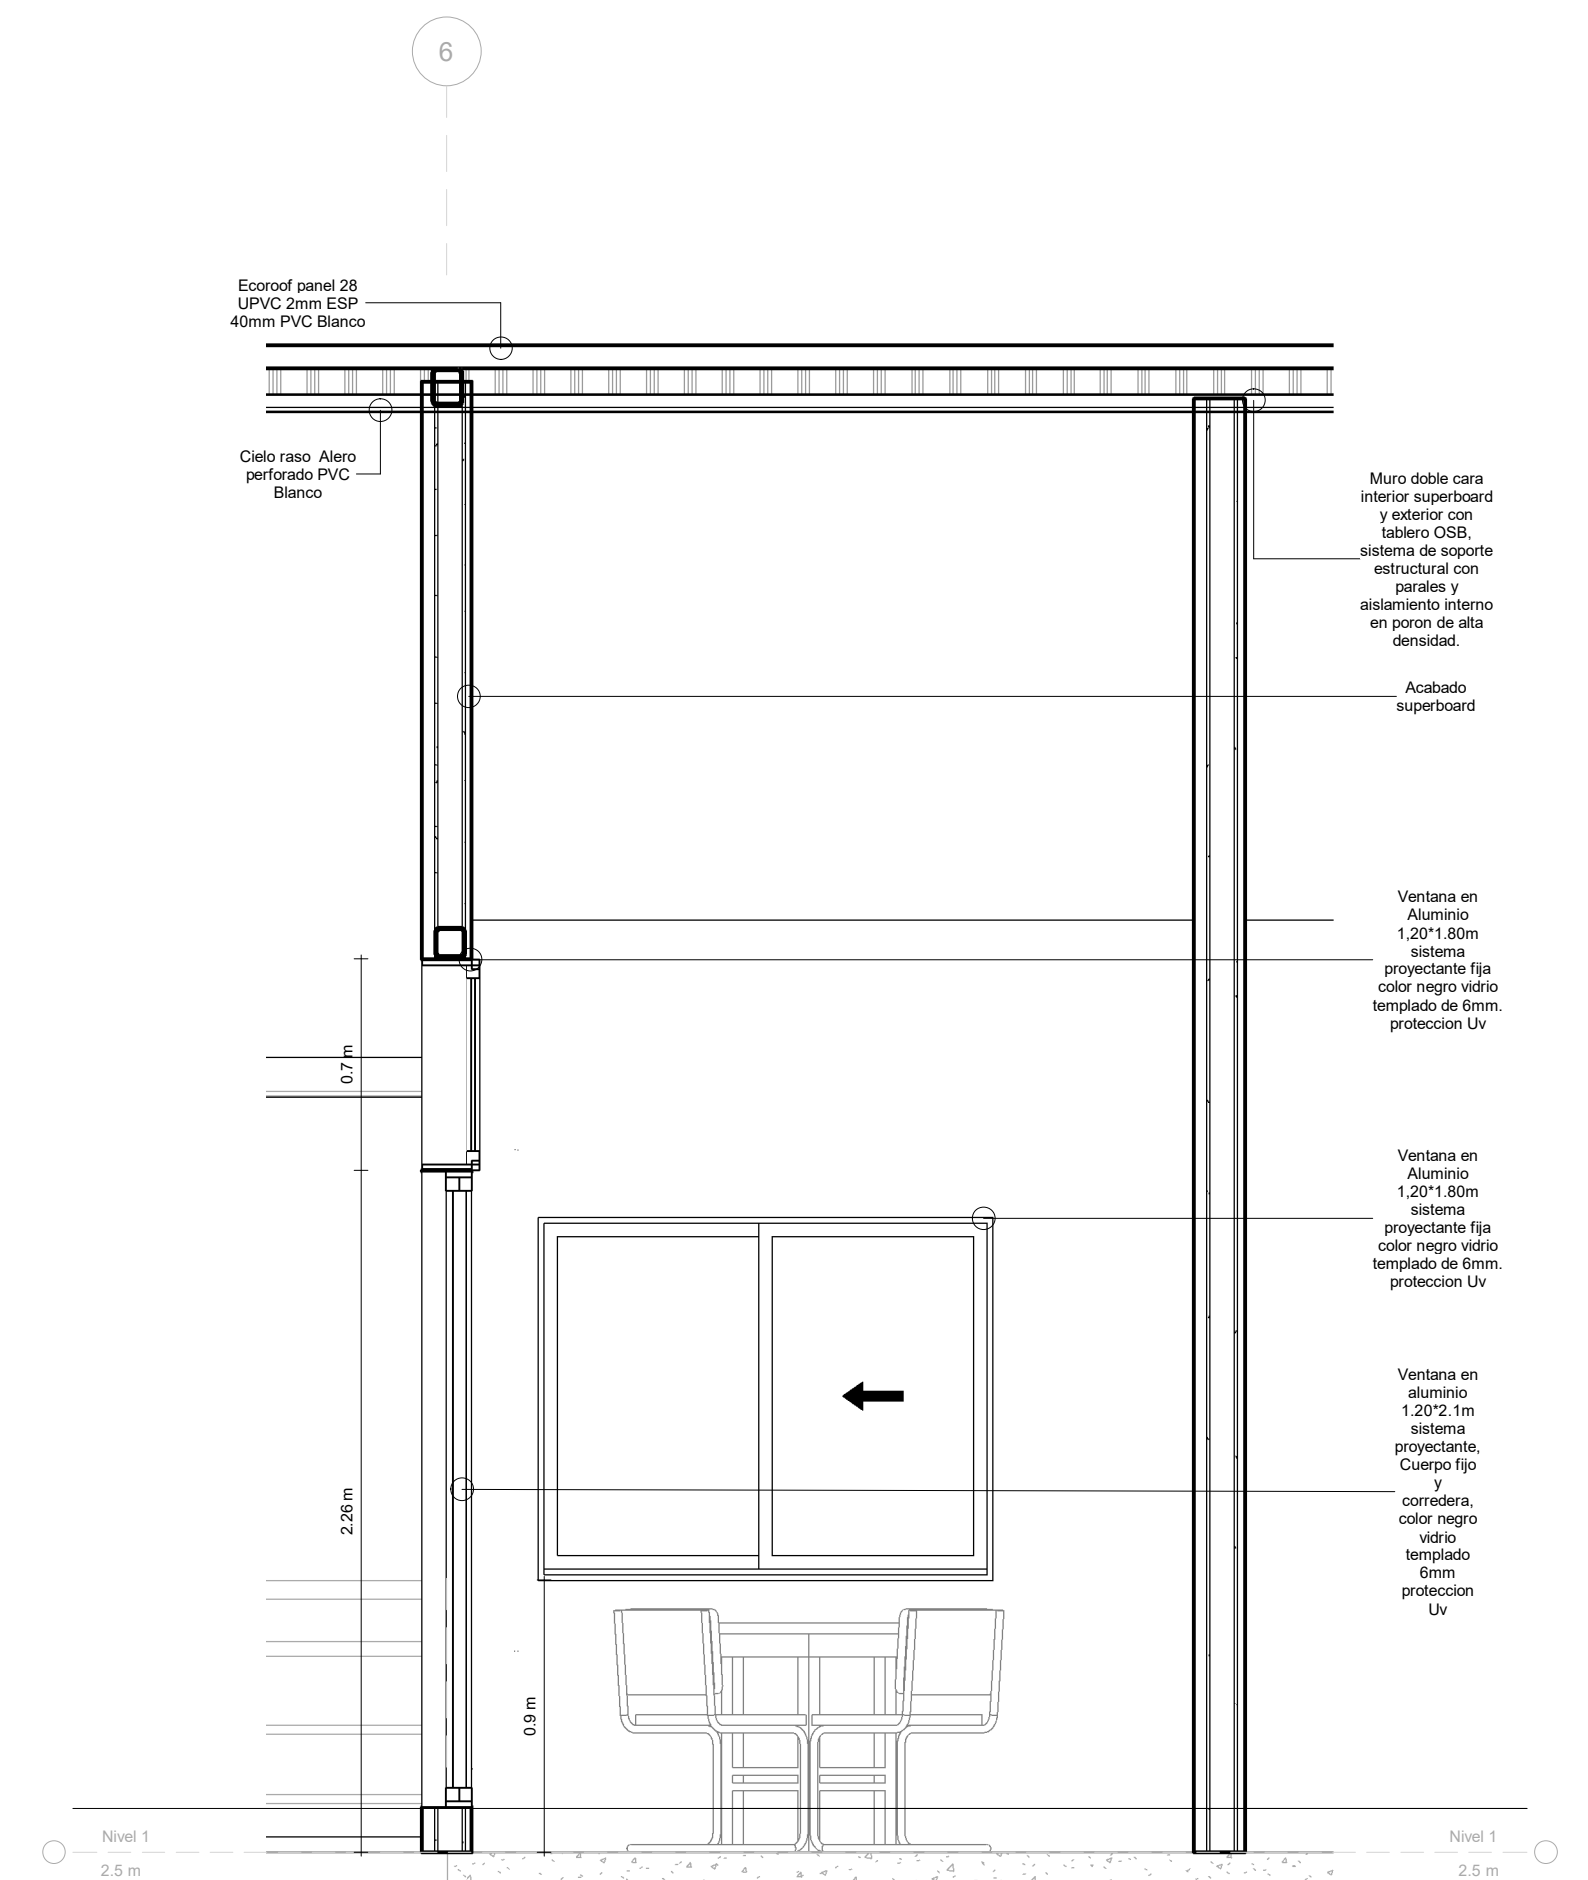 6
Ecoroof panel 28
UPVC 2mm ESP
40mm PVC Blanco
Cielo raso  Alero
perforado PVC
Blanco
Muro doble cara
interior superboard
y exterior con
tablero OSB,
sistema de soporte
estructural con
parales y
aislamiento interno
en poron de alta
densidad.
Acabado
superboard
Ventana en
Aluminio
1,20*1.80m
sistema
proyectante fija
color negro vidrio
templado de 6mm.
proteccion Uv
0.7 m
Ventana en
Aluminio
1,20*1.80m
sistema
proyectante fija
color negro vidrio
templado de 6mm.
proteccion Uv
Ventana en
aluminio
1.20*2.1m
sistema
proyectante,
Cuerpo fijo
y
corredera,
color negro
vidrio
templado
6mm
proteccion
Uv
2.26 m
0.9 m
Nivel 1
2.5 m
Nivel 1
2.5 m